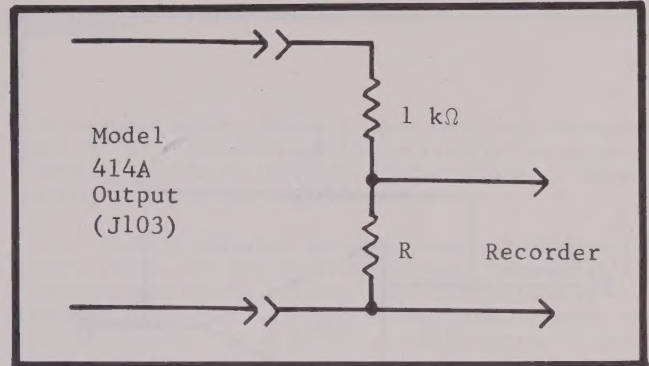 1 kΩ
Model
414A
Output
(J103)
R
Recorder